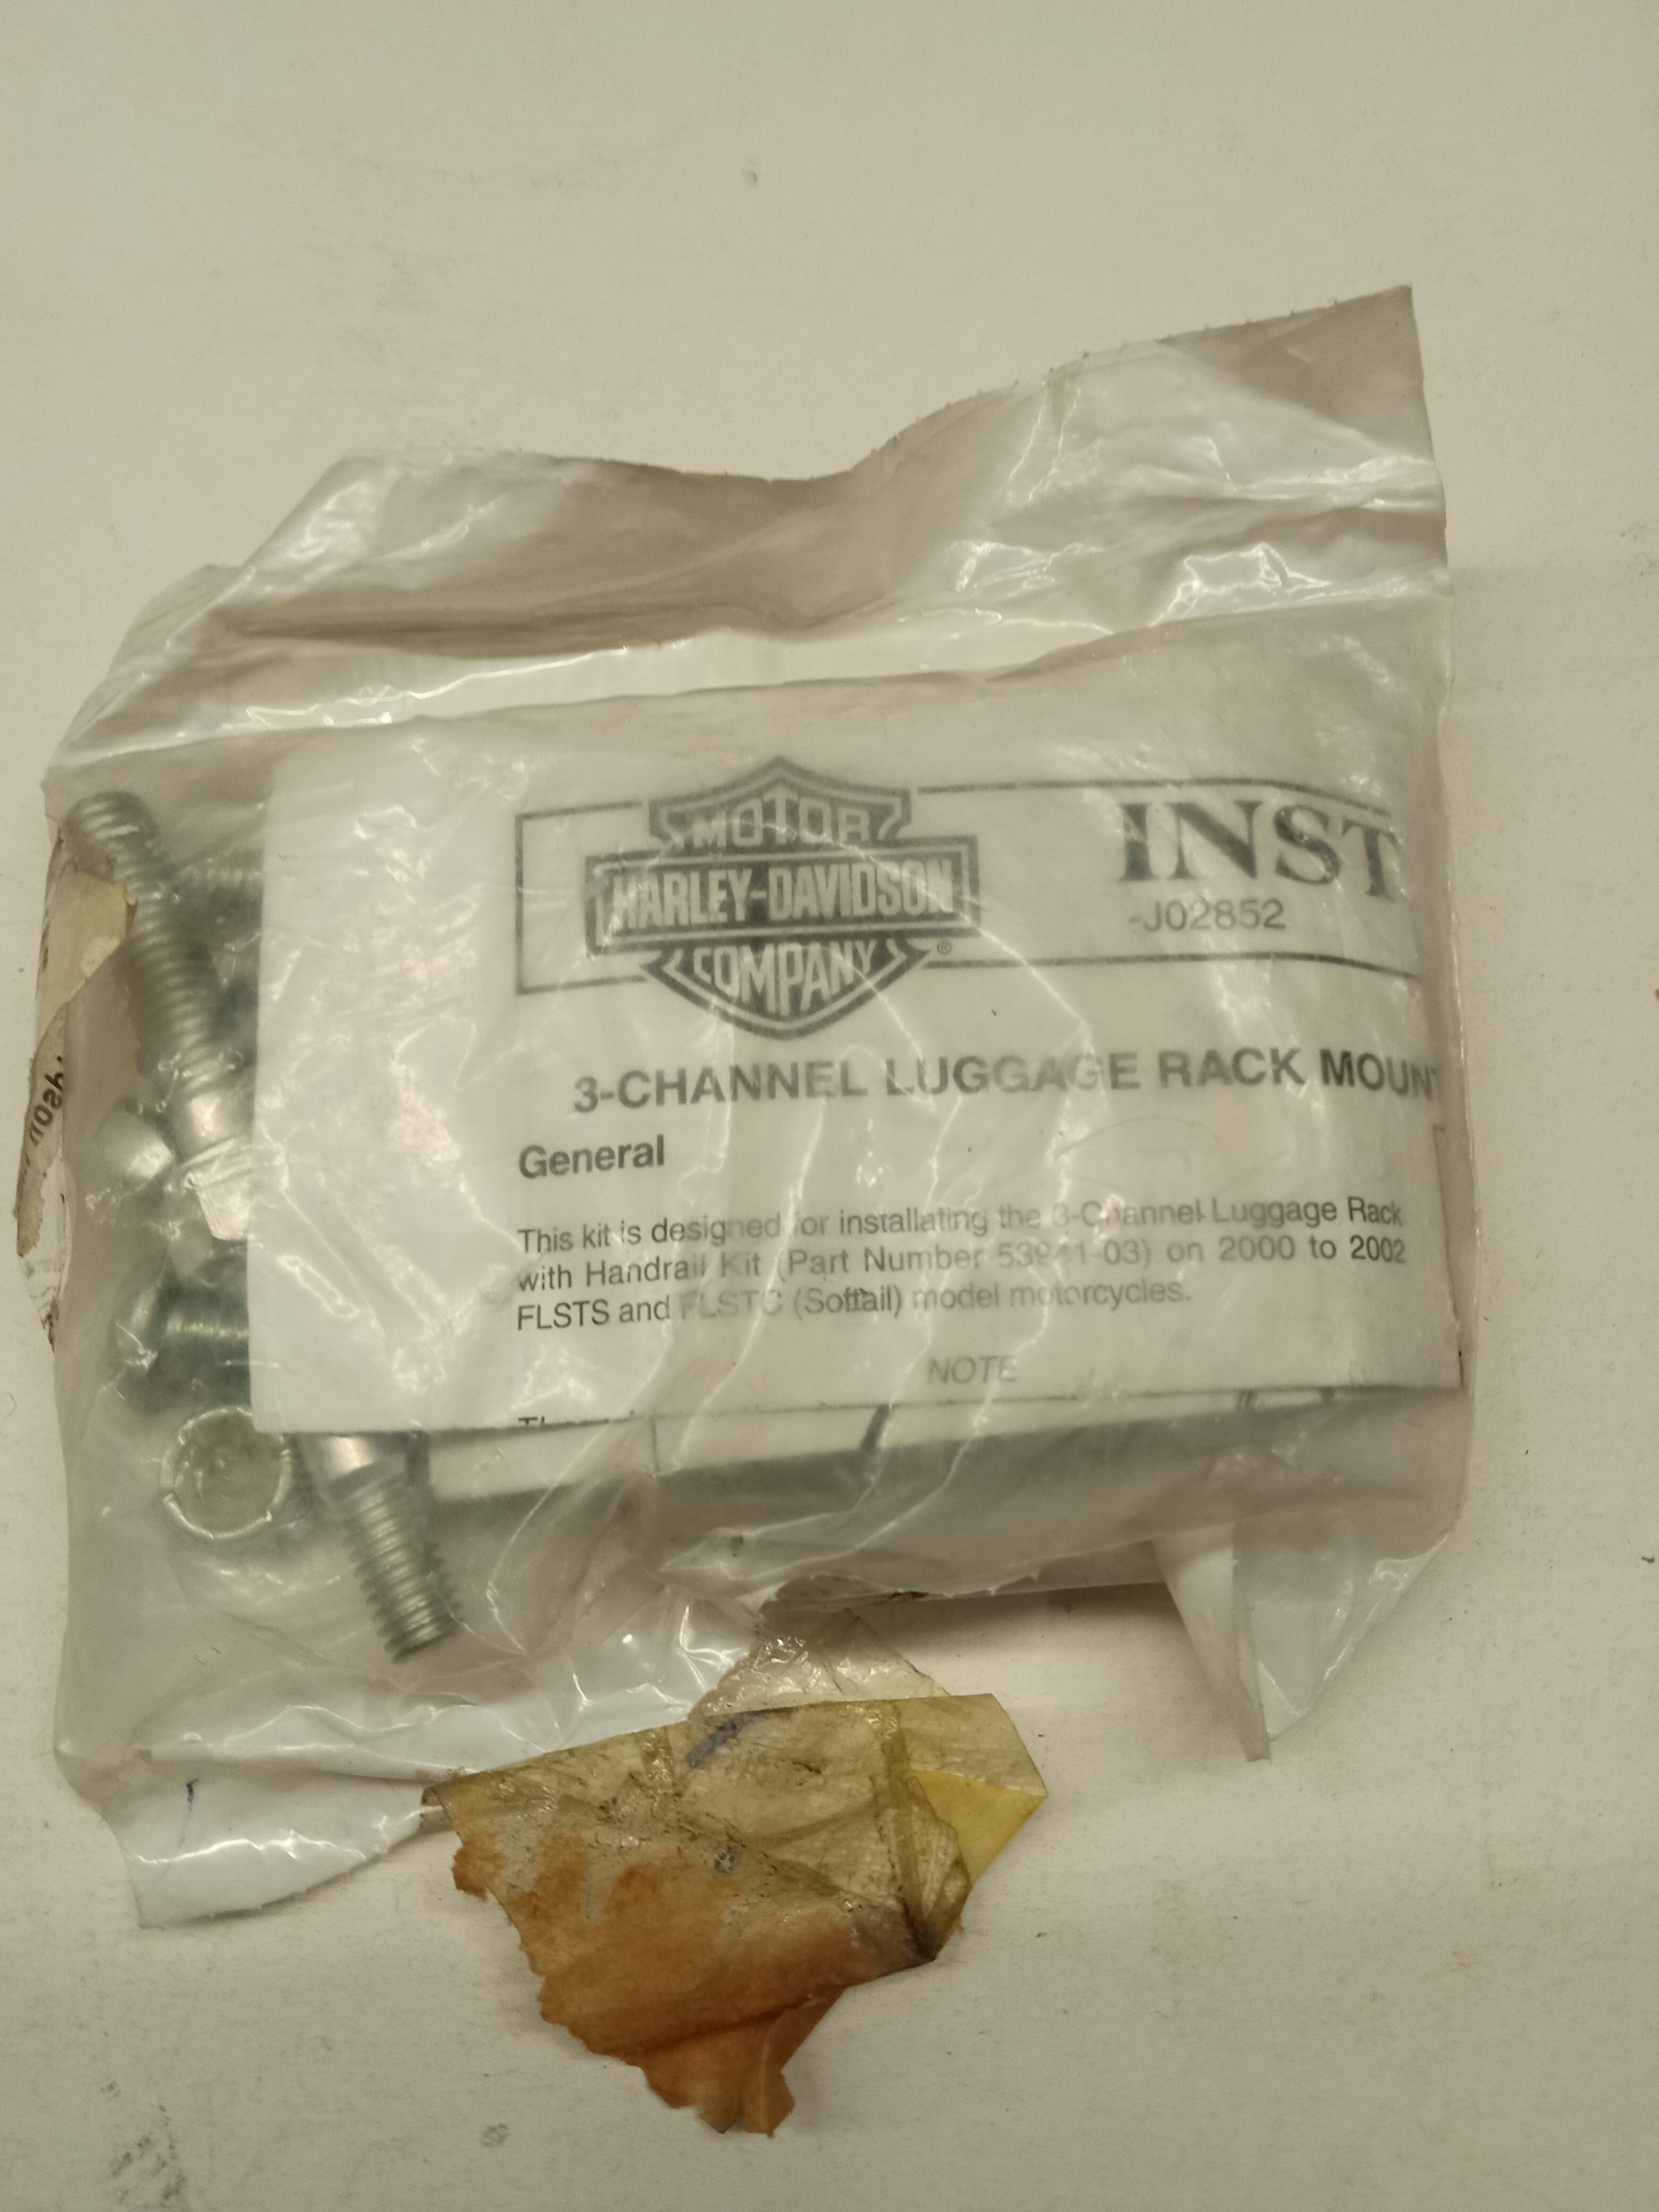 MOTOR
HARLEY-DAVIDSON
COMPANY
®
INST
-J02852
3-CHANNEL LUGGAGE RACK MOUNT
General
This kit is designed for installating the 3-Channel Luggage Rack
with Handrail Kit (Part Number 53941-03) on 2000 to 2002
FLSTS and FLSTC (Softail) model motorcycles.
NOTE